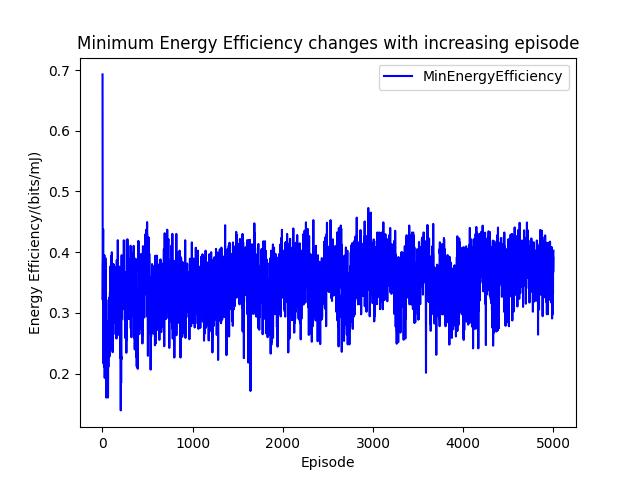 Minimum Energy Efficiency changes with increasing episode
MinEnergyEfficiency
Energy Efficiency/(bits/mJ)
0.7
0.6
0.5
0.4
0.3
0.2
0 1000 2000 3000 4000 5000
Episode